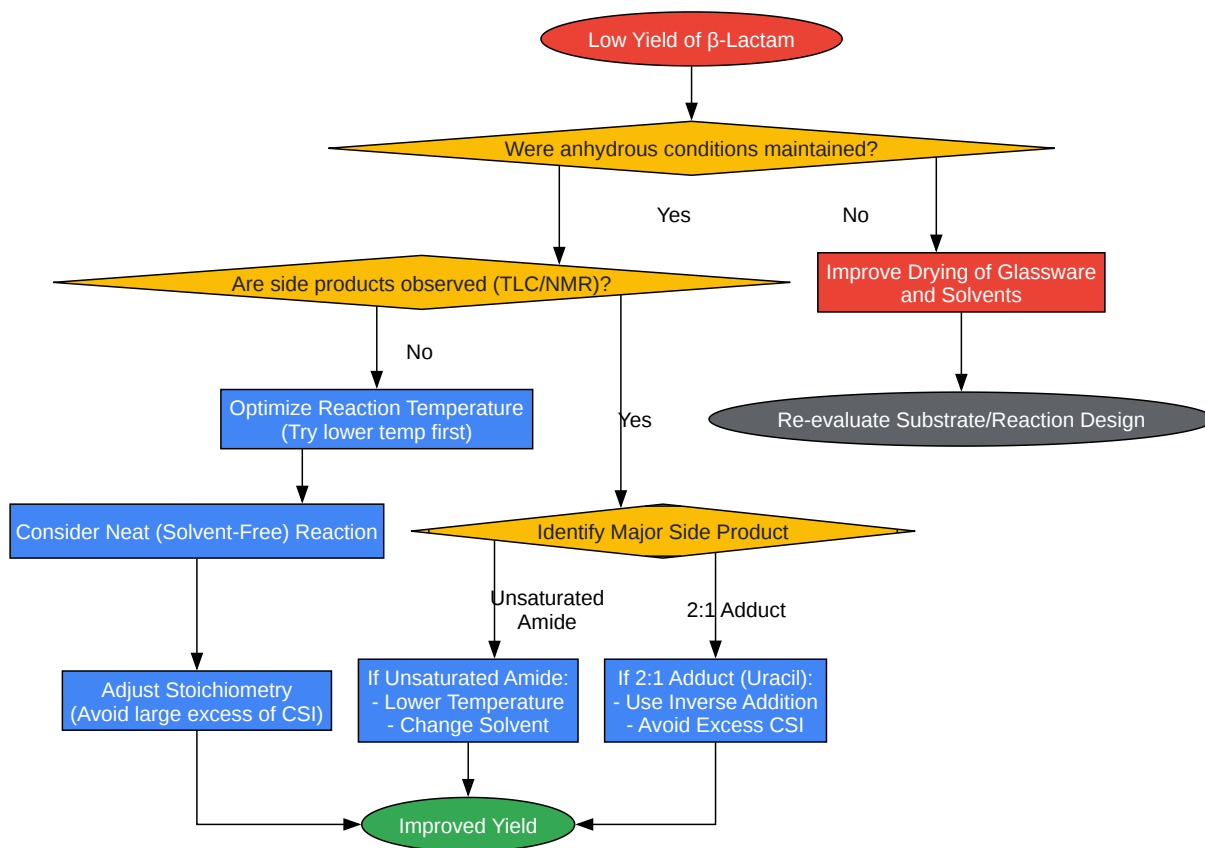 Low Yield of β-Lactam
Were anhydrous conditions maintained?
Yes
No
Are side products observed (TLC/NMR)?
Improve Drying of Glassware
and Solvents
No
Optimize Reaction Temperature
(Try lower temp first)
Yes
Re-evaluate Substrate/Reaction Design
Consider Neat (Solvent-Free) Reaction
Identify Major Side Product
Unsaturated
Amide
2:1 Adduct
Adjust Stoichiometry
(Avoid large excess of CSI)
If Unsaturated Amide:
- Lower Temperature
- Change Solvent
If 2:1 Adduct (Uracil):
- Use Inverse Addition
- Avoid Excess CSI
Improved Yield